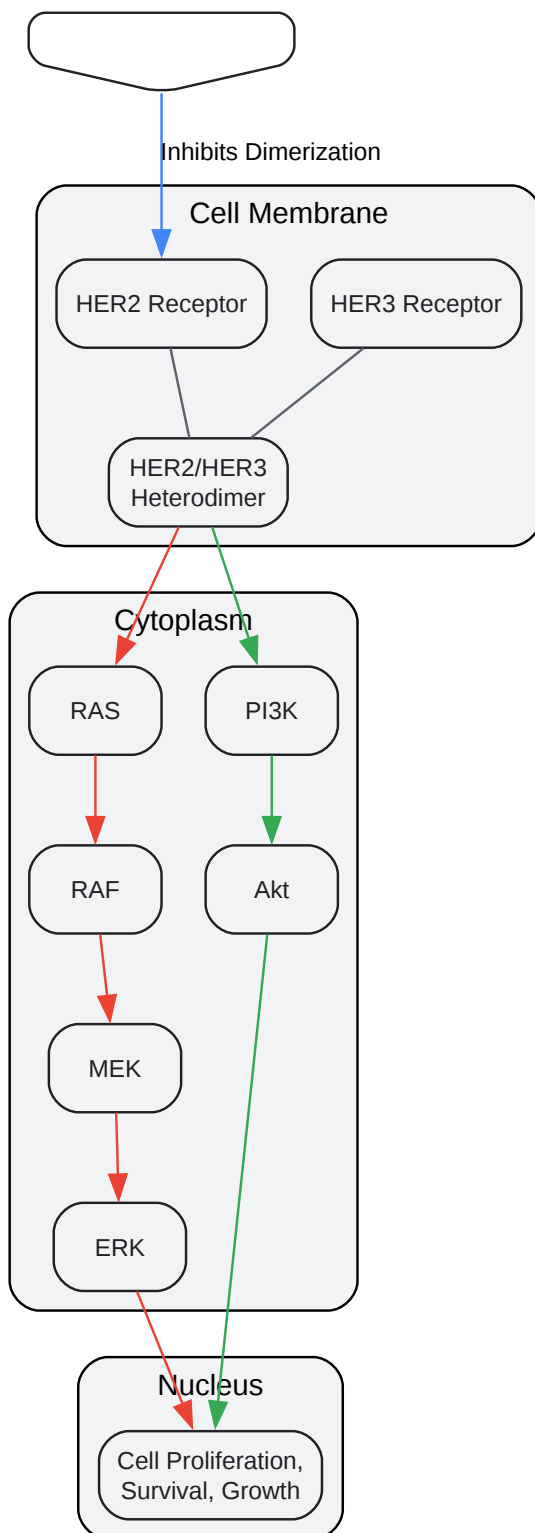 Inhibits Dimerization
Cell Membrane
HER2 Receptor
HER3 Receptor
HER2/HER3
Heterodimer
Cytoplasm
RAS
PI3K
RAF
Akt
MEK
ERK
Nucleus
Cell Proliferation,
Survival, Growth